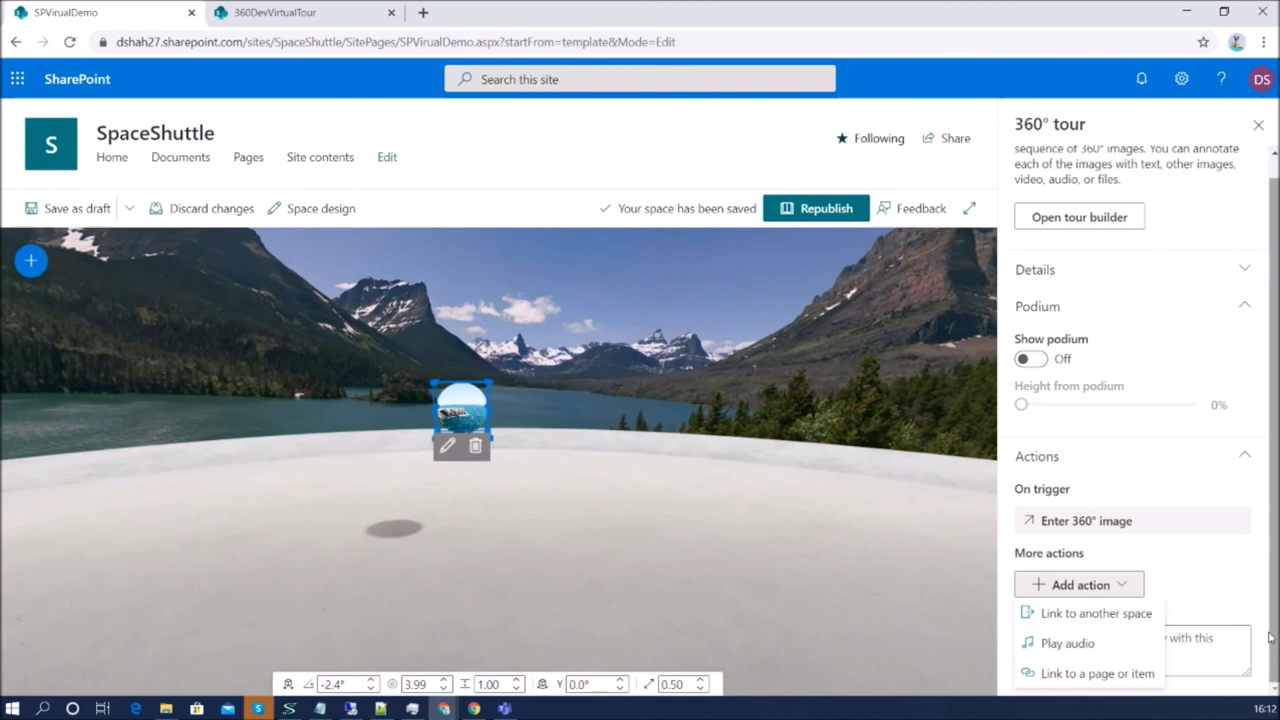 SPVirualDemo
360DevVirtualTour
dshah27.sharepoint.com/sites/SpaceShuttle/SitePages/SPVirualDemo.aspx?startFrom=template&Mode=Edit
SharePoint
Search this site
DS
S
SpaceShuttle
Home Documents Pages Site contents Edit
Following
Share
Save as draft
Discard changes
Space design
Your space has been saved
Republish
Feedback
360° tour
sequence of 360° images. You can annotate
each of the images with text, other images,
video, audio, or files.
Open tour builder
Details
Podium
Show podium
Off
Height from podium
0%
Actions
On trigger
Enter 360° image
More actions
Add action
Link to another space
Play audio
Link to a page or item
with this
-2.4°
3.99
1.00
Y
0.0°
0.50
16:12